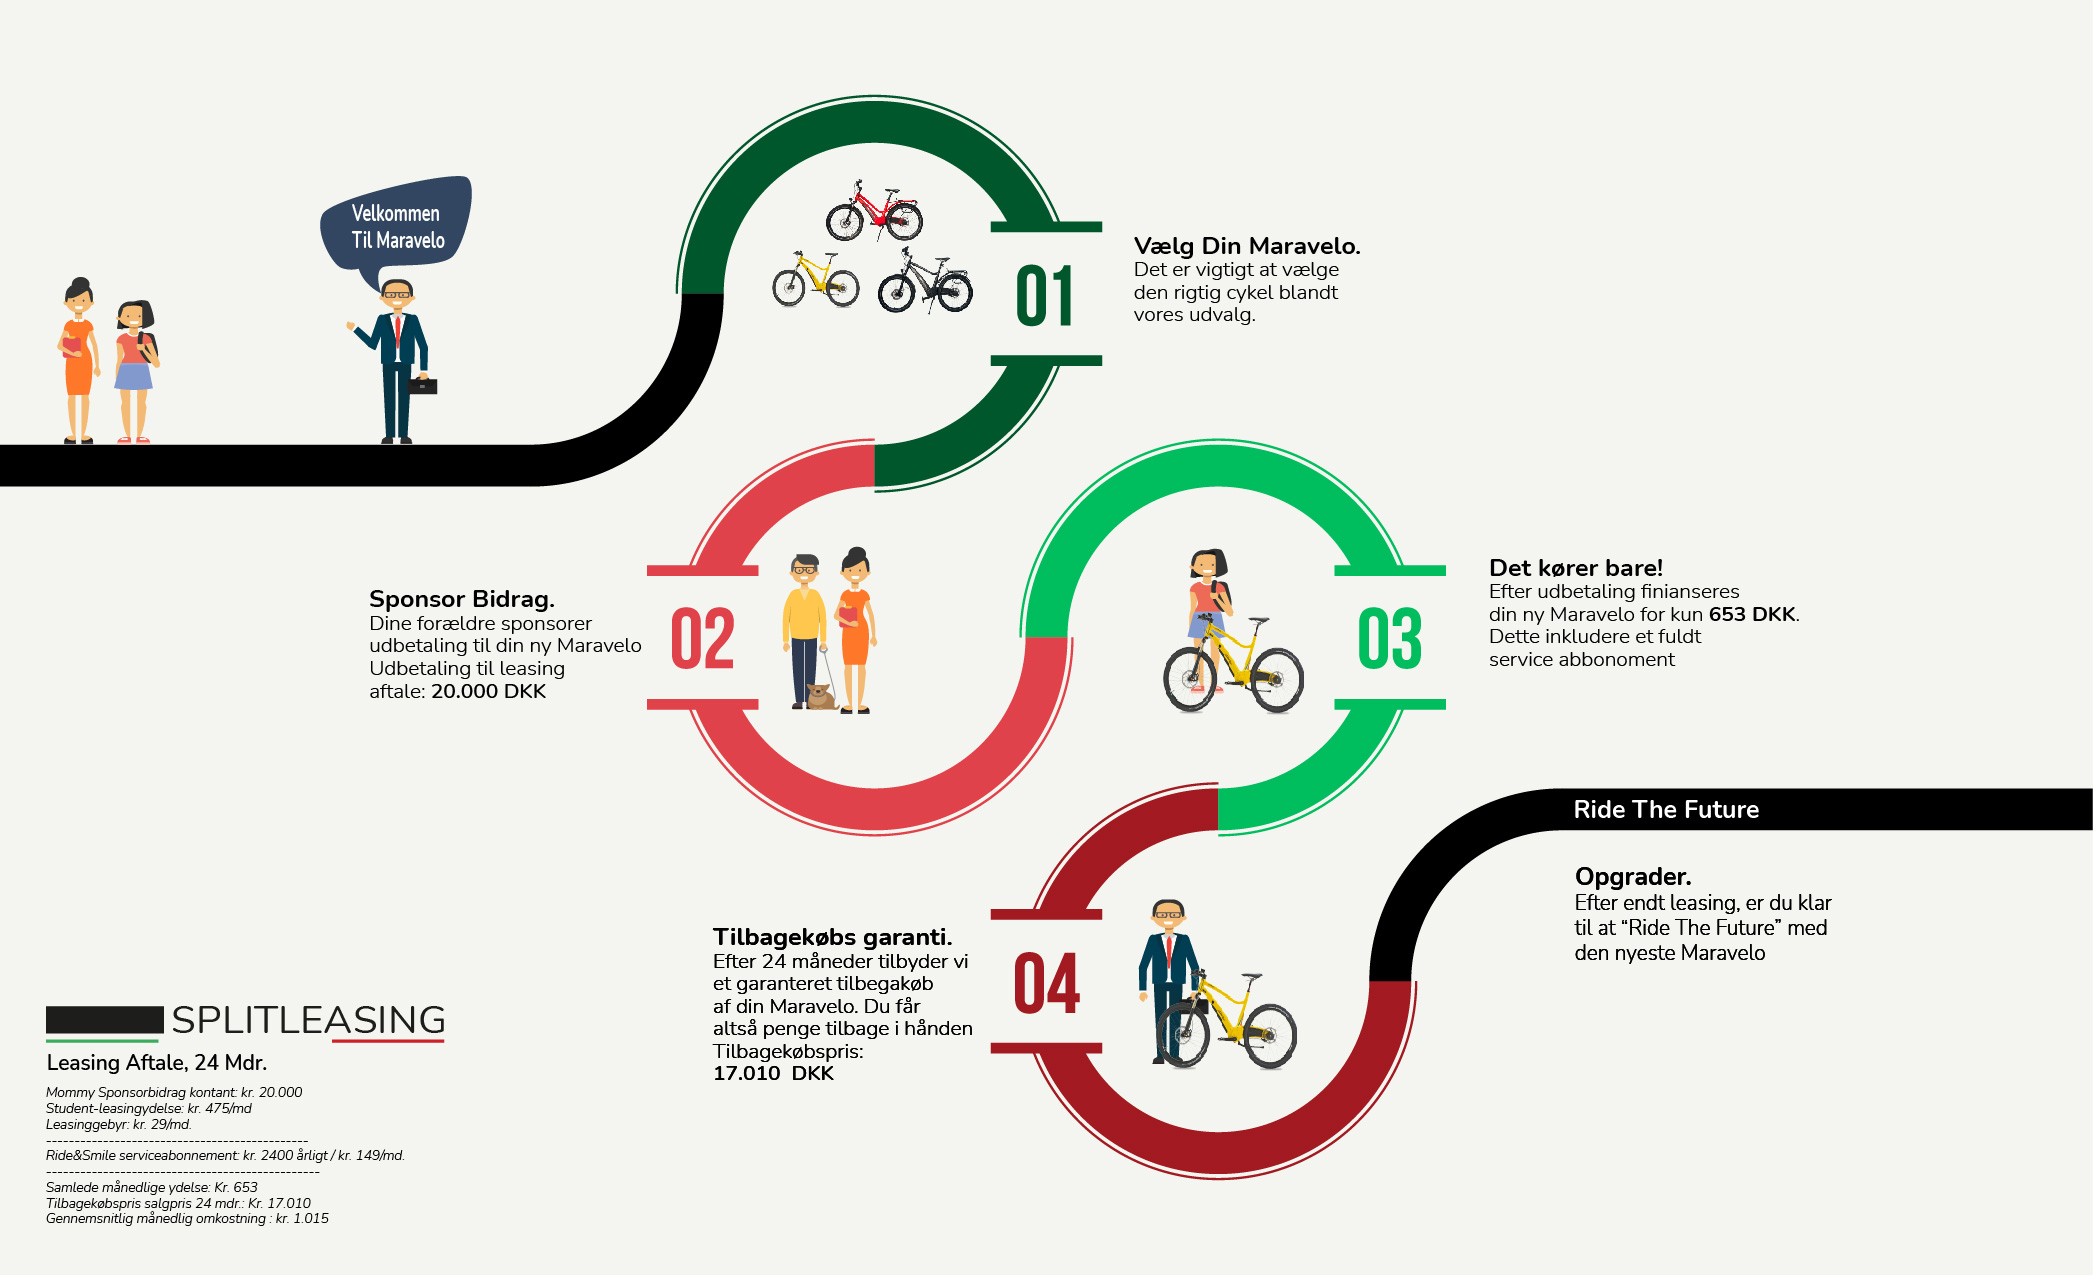 Velkommen
Til Maravelo
01
Vælg Din Maravelo.
Det er vigtigt at vælge
den rigtig cykel blandt
vores udvalg.
Sponsor Bidrag.
Dine forældre sponsorer
udbetaling til din ny Maravelo
Udbetaling til leasing
aftale: 20.000 DKK
02
03
Det kører bare!
Efter udbetaling finianseres
din ny Maravelo for kun 653 DKK.
Dette inkludere et fuldt
service abbonoment
Ride The Future
Opgrader.
Efter endt leasing, er du klar
til at “Ride The Future” med
den nyeste Maravelo
Tilbagekøbs garanti.
Efter 24 måneder tilbyder vi
et garanteret tilbegakøb
af din Maravelo. Du får
altså penge tilbage i hånden
Tilbagekøbspris:
17.010 DKK
04
SPLITLEASING
Leasing Aftale, 24 Mdr.
Mommy Sponsorbidrag kontant: kr. 20.000
Student-leasingydelse: kr. 475/md
Leasinggebyr: kr. 29/md.
-----------------------------------------------
Ride&Smile serviceabonnement: kr. 2400 årligt / kr. 149/md.
-------------------------------------------------
Samlede månedlige ydelse: Kr. 653
Tilbagekøbspris salgpris 24 mdr.: Kr. 17.010
Gennemsnitlig månedlig omkostning : kr. 1.015